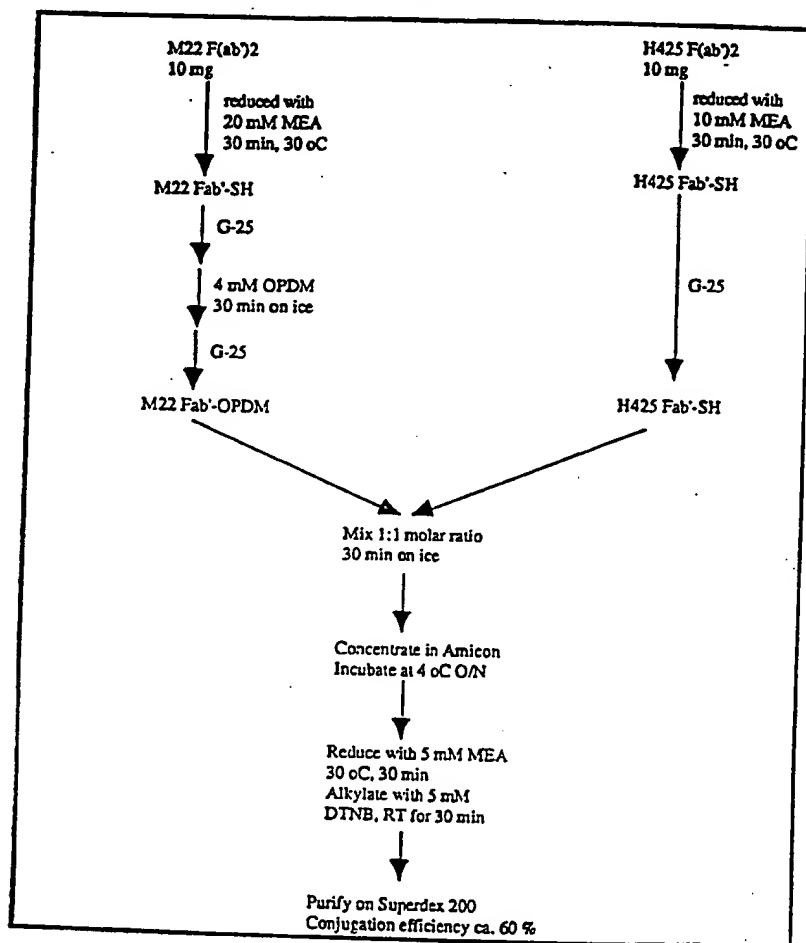 M22 F(ab')2
10 mg
reduced with
20 mM MEA
30 min, 30 oC
M22 Fab'-SH
G-25
4 mM OPDM
30 min on ice
G-25
M22 Fab'-OPDM
H425 F(ab')2
10 mg
reduced with
10 mM MEA
30 min, 30 oC
H425 Fab'-SH
G-25
H425 Fab'-SH
Mix 1:1 molar ratio
30 min on ice
Concentrate in Amicon
Incubate at 4 oC O/N
Reduce with 5 mM MEA
30 oC, 30 min
Alkylate with 5 mM
DTNB, RT for 30 min
Purify on Superdex 200
Conjugation efficiency ca. 60 %